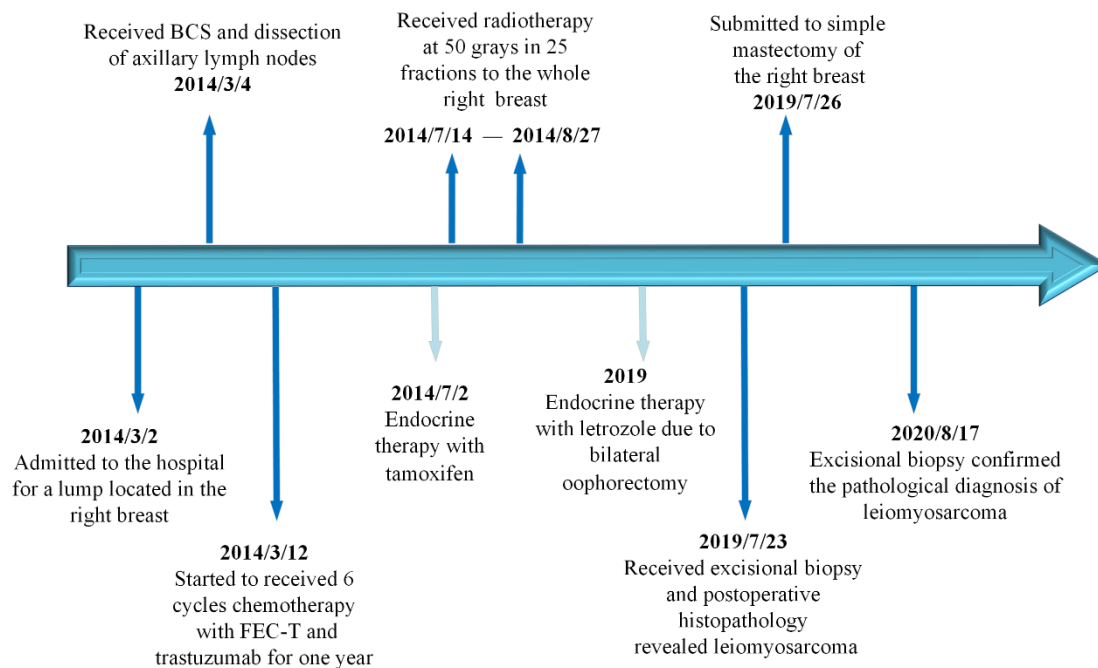 Received BCS and dissection
of axillary lymph nodes
2014/3/4
Received radiotherapy
at 50 grays in 25
fractions to the whole
right breast
2014/7/14 — 2014/8/27
Submitted to simple
mastectomy of
the right breast
2019/7/26
2014/3/2
Admitted to the hospital
for a lump located in the
right breast
2014/3/12
Started to received 6
cycles chemotherapy
with FEC-T and
trastuzumab for one year
2014/7/2
Endocrine
therapy with
tamoxifen
2019
Endocrine therapy
with letrozole due to
bilateral
oophorectomy
2019/7/23
Received excisional biopsy
and postoperative
histopathology
revealed leiomyosarcoma
2020/8/17
Excisional biopsy confirmed
the pathological diagnosis of
leiomyosarcoma